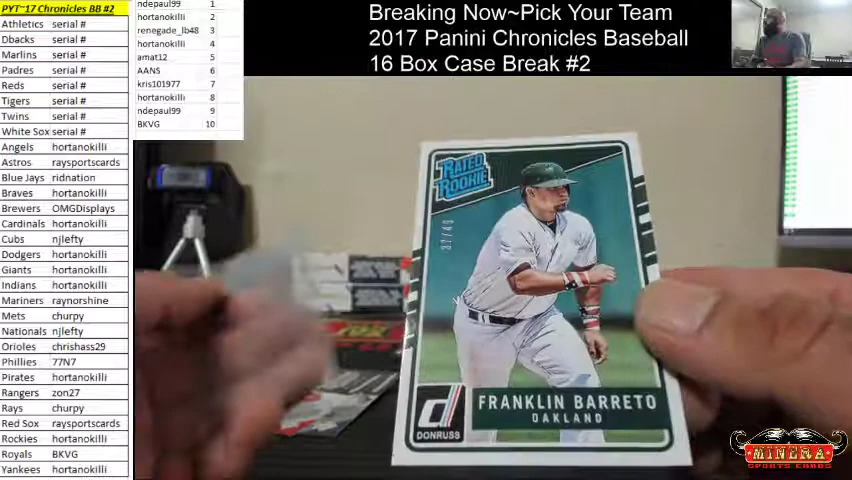 PYT~17 Chronicles BB #2
Athletics serial #
Dbacks serial #
Marlins serial #
Padres serial #
Reds serial #
Tigers serial #
Twins serial #
White Sox serial #
Angels hortanokilli
Astros raysportscards
Blue Jays ridnation
Braves hortanokilli
Brewers OMGDisplays
Cardinals hortanokilli
Cubs njlefty
Dodgers hortanokilli
Giants hortanokilli
Indians hortanokilli
Mariners raynorshine
Mets churpy
Nationals njlefty
Orioles chrishass29
Phillies 77N7
Pirates hortanokilli
Rangers zon27
Rays churpy
Red Sox raysportscards
Rockies hortanokilli
Royals BKVG
Yankees hortanokilli
ndepaul99 1
hortanokilli 2
renegade_lb48 3
hortanokilli 4
amat12 5
AANS 6
kris101977 7
hortanokilli 8
ndepaul99 9
BKVG 10
Breaking Now~Pick Your Team
2017 Panini Chronicles Baseball
16 Box Case Break #2
RATED
ROOKIE
FRANKLIN BARRETO
OAKLAND
d
DONRUSS
MINERA
SPORTS CARDS